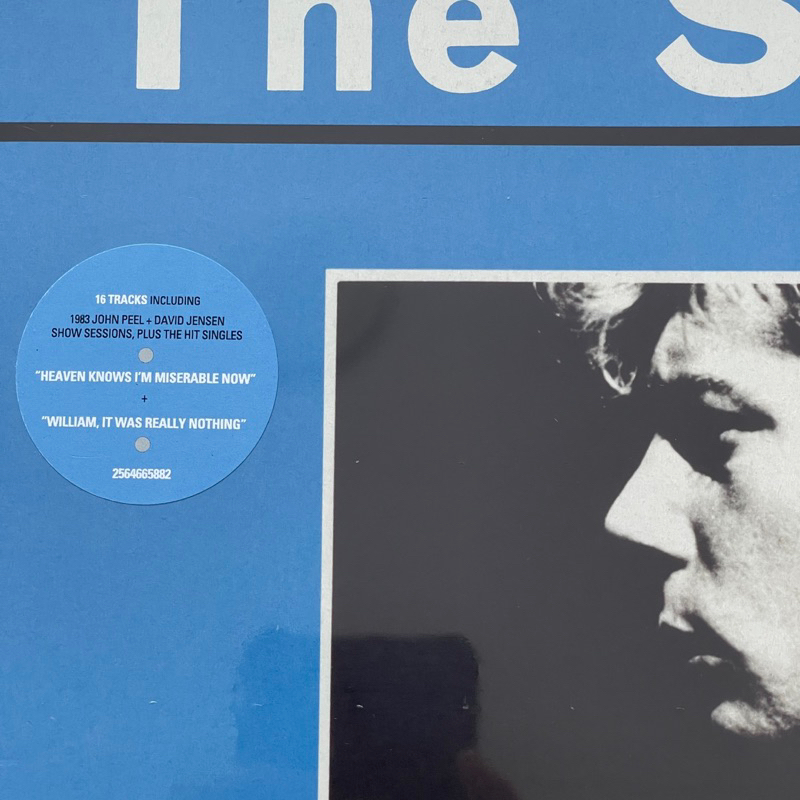 The S
16 TRACKS INCLUDING
1983 JOHN PEEL + DAVID JENSEN
SHOW SESSIONS, PLUS THE HIT SINGLES
“HEAVEN KNOWS I’M MISERABLE NOW”
+
“WILLIAM, IT WAS REALLY NOTHING”
2564665882